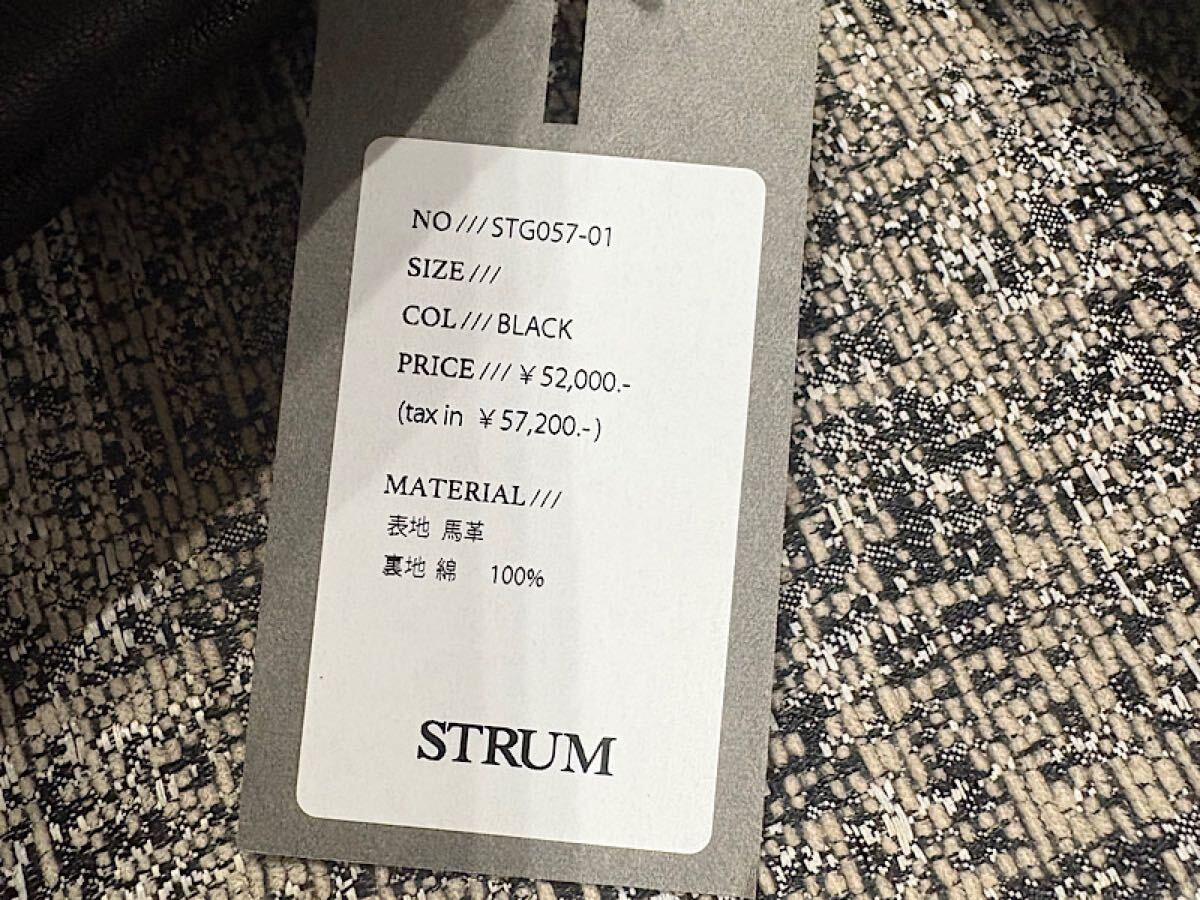 NO///STG057-01
SIZE///
COL///BLACK
PRICE///¥52,000.-
(tax in ¥57,200.-)
MATERIAL///
表地 馬革
裏地 綿 100%
STRUM